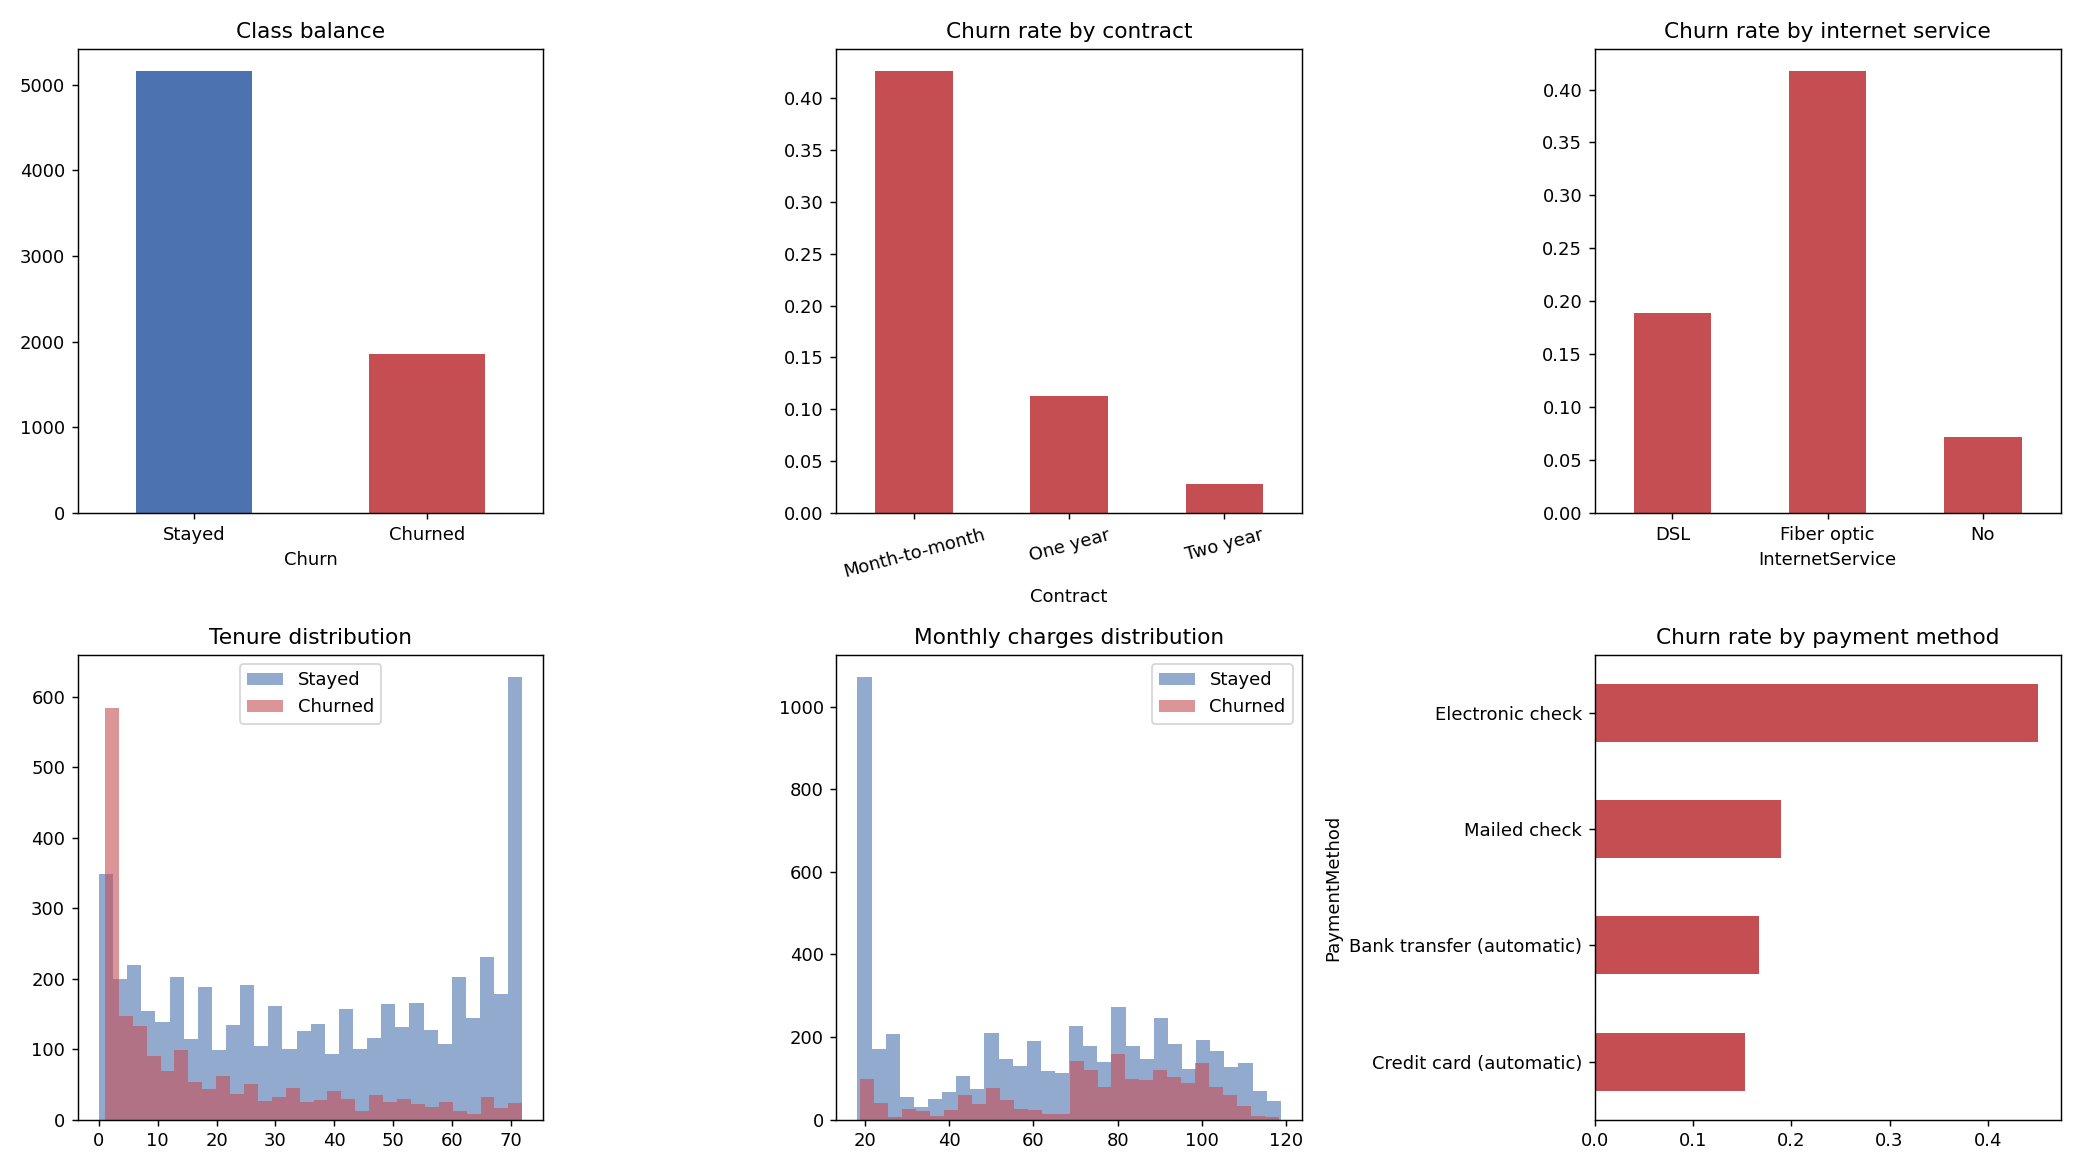 Class balance
5000
4000
3000
2000
1000
0
Stayed
Churned
Churn
Churn rate by contract
0.40
0.35
0.30
0.25
0.20
0.15
0.10
0.05
0.00
Month-to-month
One year
Two year
Contract
Churn rate by internet service
0.40
0.35
0.30
0.25
0.20
0.15
0.10
0.05
0.00
DSL
Fiber optic
No
InternetService
Tenure distribution
Stayed
Churned
600
500
400
300
200
100
0
0
10
20
30
40
50
60
70
Monthly charges distribution
Stayed
Churned
1000
800
600
400
200
0
20
40
60
80
100
120
Churn rate by payment method
PaymentMethod
Electronic check
Mailed check
Bank transfer (automatic)
Credit card (automatic)
0.0
0.1
0.2
0.3
0.4